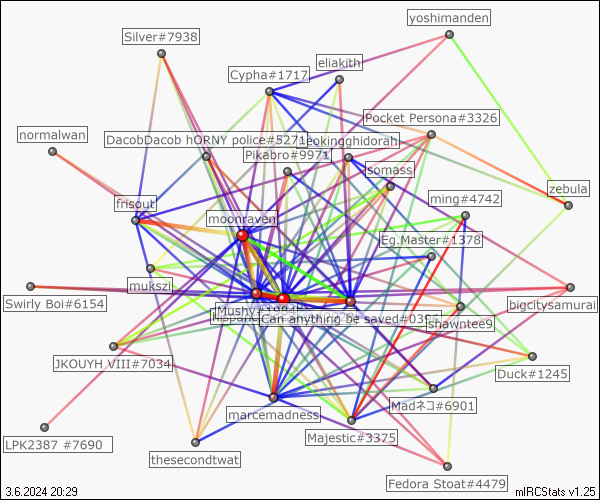 yoshimanden
Silver#7938
eliakith
Cypha#1717
Pocket Persona#3326
normalwan
DacobDacob hORNY police#5271
leokingghidorah
Pikabro#9971
somass
zebula
ming#4742
frisout
moonraven
Eg.Master#1378
mukszi
Swirly Boi#6154
bigcitysamurai
Mushy#1984
Can anything be saved#039
shawntee9
JKOUYH VIII#7034
Duck#1245
Madネコ#6901
marcemadness
Majestic#3375
LPK2387 #7690
thesecondtwat
Fedora Stoat#4479
3.6.2024 20:29
mIRCStats v1.25